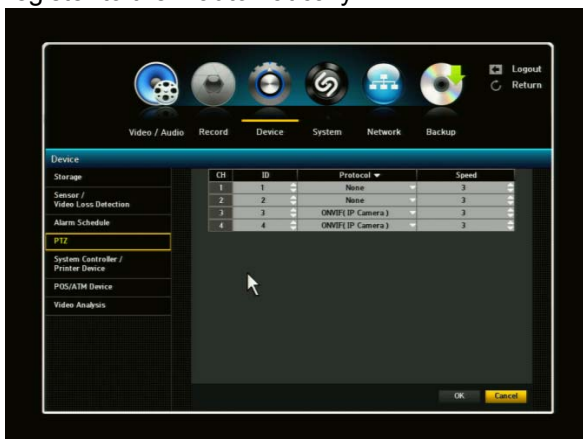 Logout
Return
Video / Audio Record Device System Network Backup
Device
Storage
Sensor /
Video Loss Detection
Alarm Schedule
PTZ
System Controller /
Printer Device
POS/ATM Device
Video Analysis
CH ID Protocol Speed
1 1 None 3
2 2 None 3
3 3 ONVIF( IP Camera ) 3
4 4 ONVIF( IP Camera ) 3
OK Cancel